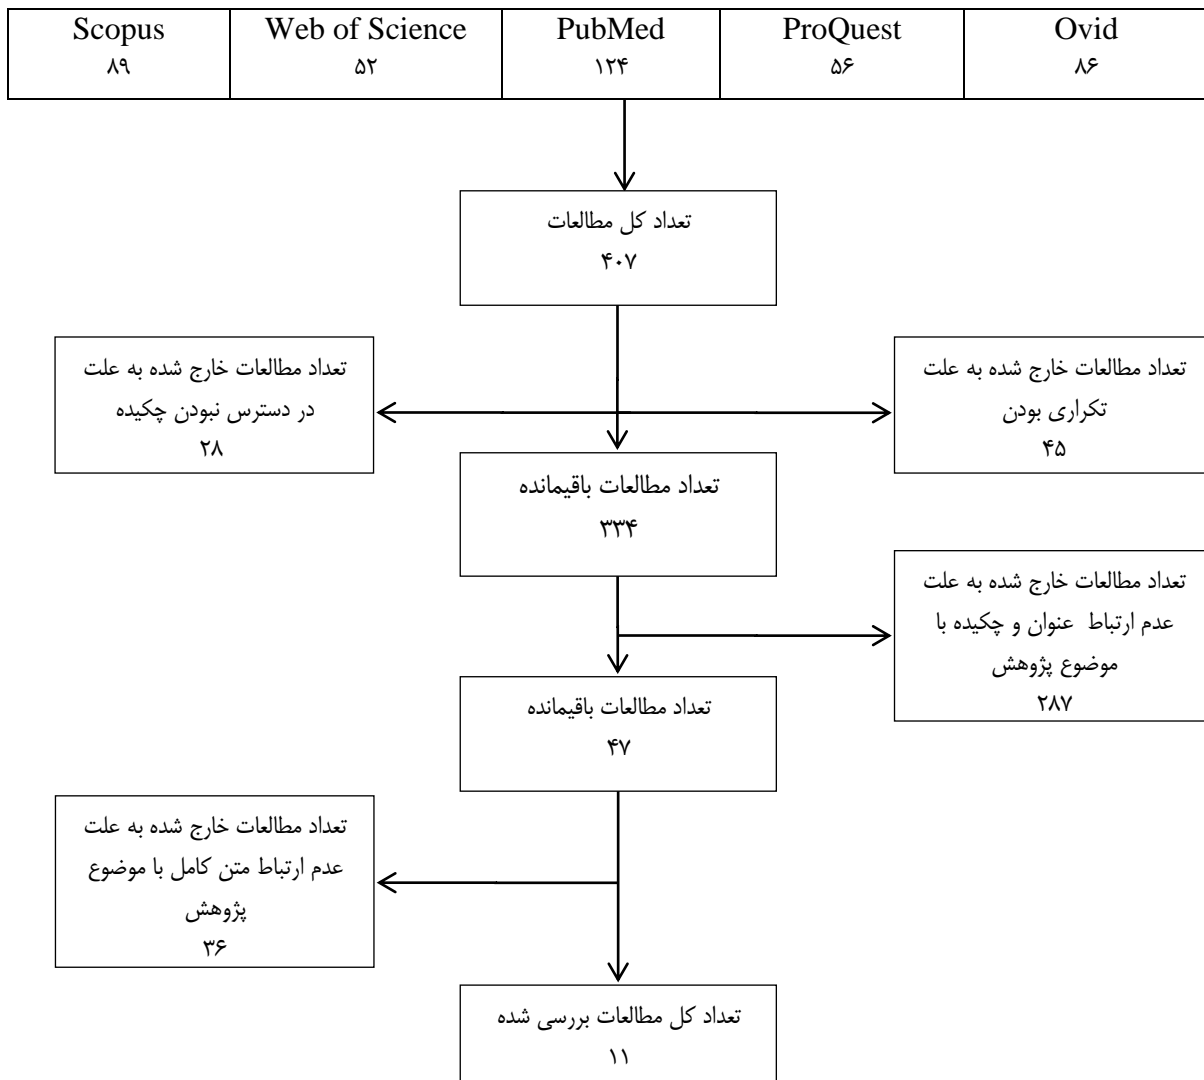 Scopus
۸۹
Web of Science
۵۲
PubMed
۱۲۴
ProQuest
۵۶
Ovid
۸۶
تعداد کل مطالعات
۴۰۷
تعداد مطالعات خارج شده به علت
تکراری بودن
۴۵
تعداد مطالعات خارج شده به علت
در دسترس نبودن چکیده
۲۸
تعداد مطالعات باقیمانده
۳۳۴
تعداد مطالعات خارج شده به علت
عدم ارتباط عنوان و چکیده با
موضوع پژوهش
۲۸۷
تعداد مطالعات باقیمانده
۴۷
تعداد مطالعات خارج شده به علت
عدم ارتباط متن کامل با موضوع
پژوهش
۳۶
تعداد کل مطالعات بررسی شده
۱۱